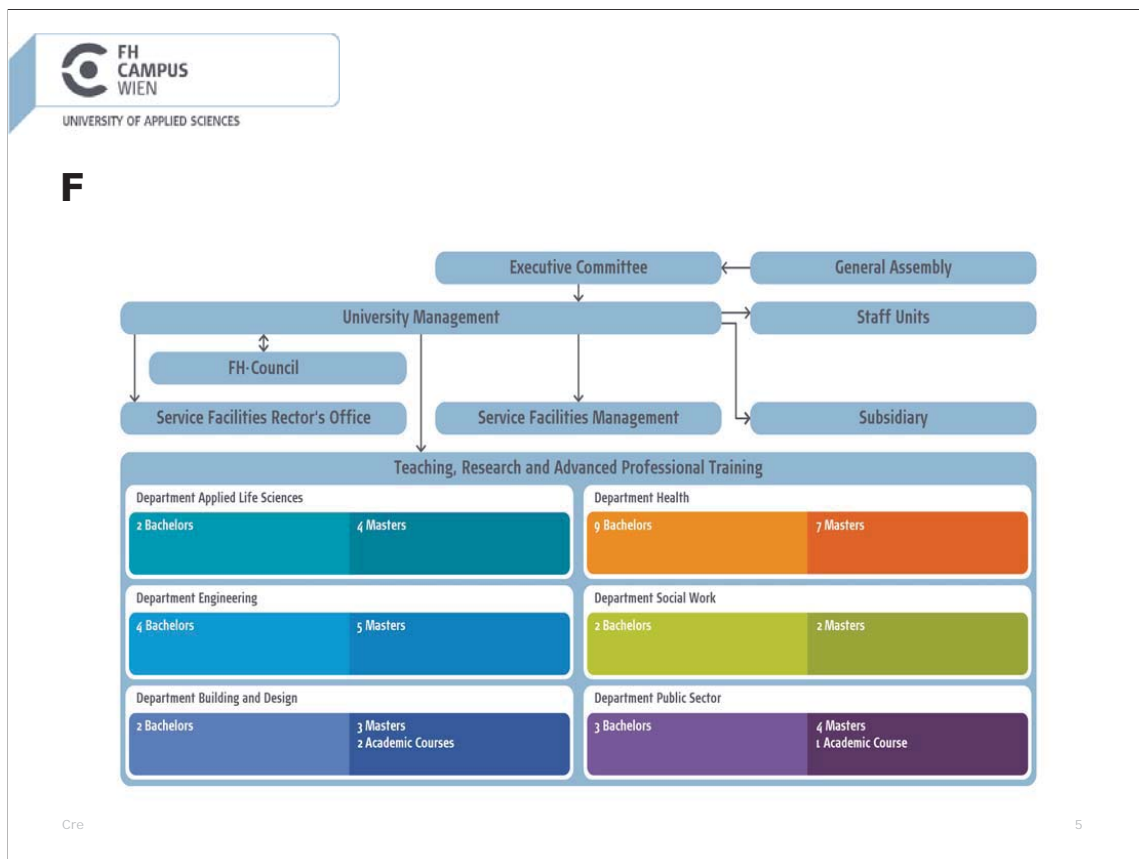 FH
CAMPUS
WIEN
UNIVERSITY OF APPLIED SCIENCES
F
Executive Committee
General Assembly
University Management
Staff Units
FH-Council
Service Facilities Rector's Office
Service Facilities Management
Subsidiary
Teaching, Research and Advanced Professional Training
Department Applied Life Sciences
2 Bachelors
4 Masters
Department Health
9 Bachelors
7 Masters
Department Engineering
4 Bachelors
5 Masters
Department Social Work
2 Bachelors
2 Masters
Department Building and Design
2 Bachelors
3 Masters
2 Academic Courses
Department Public Sector
3 Bachelors
4 Masters
1 Academic Course
Cre
5